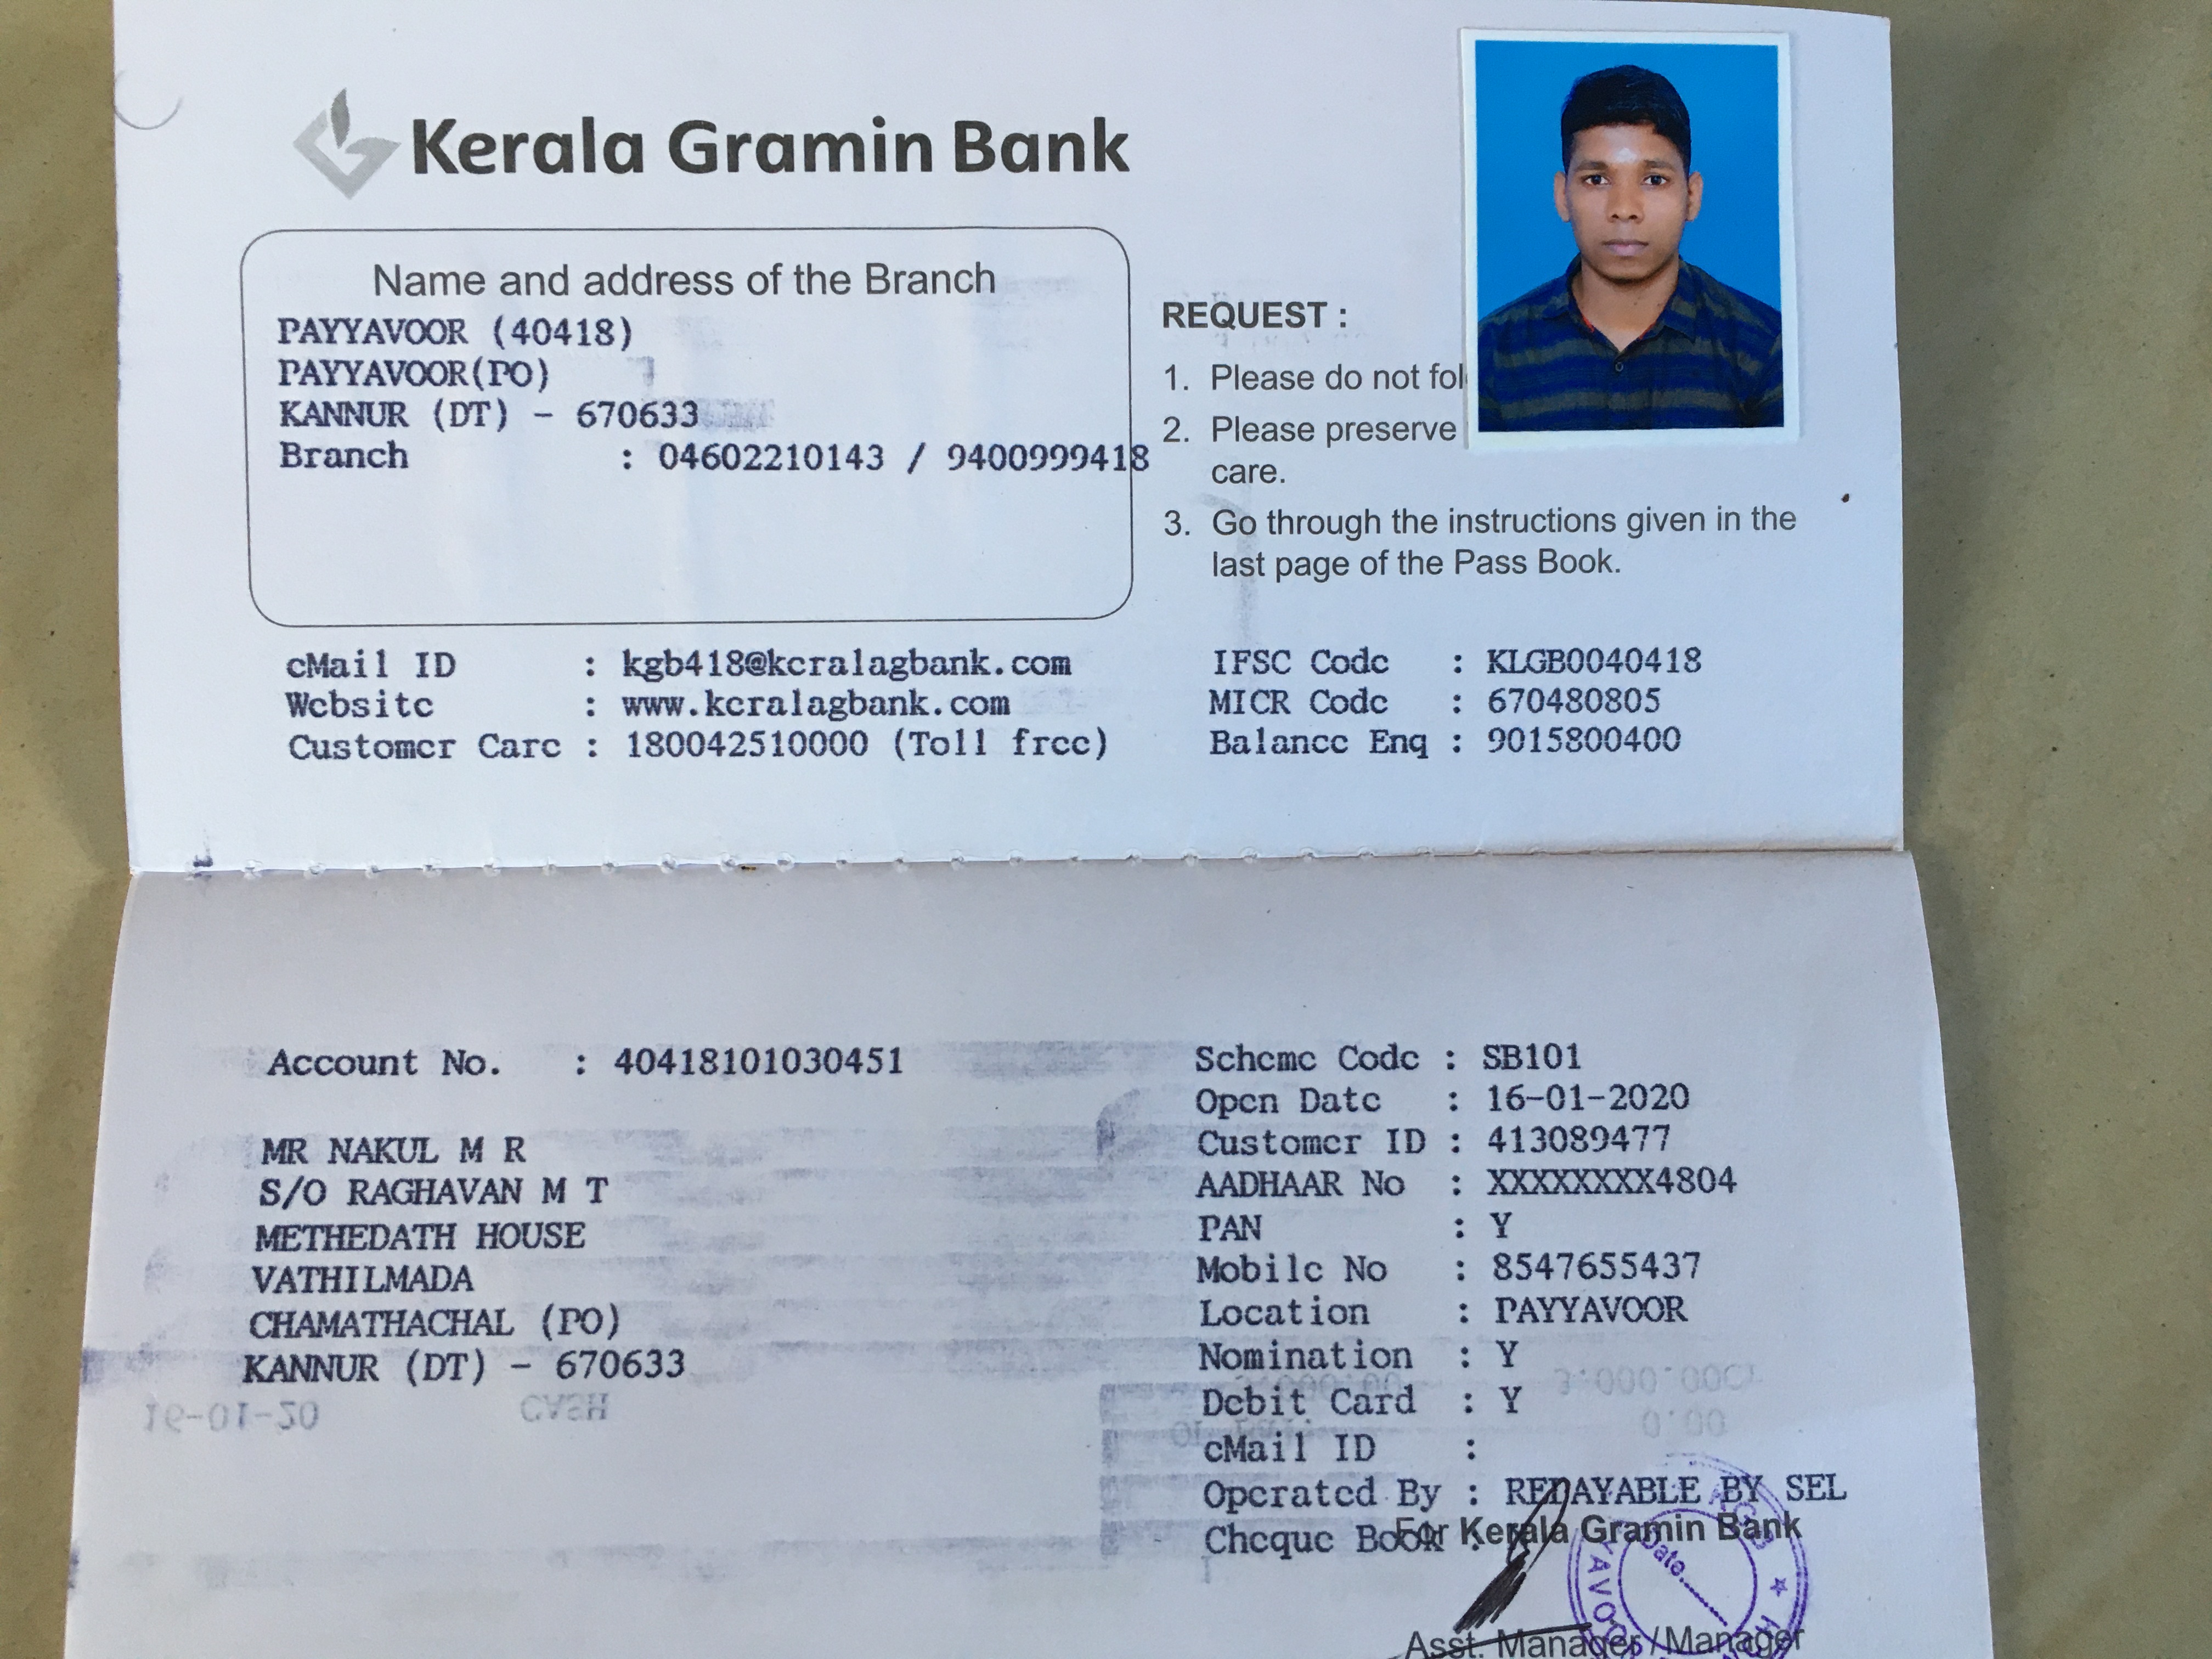 Kerala Gramin Bank
Name and address of the Branch
PAYYAVOOR (40418)
PAYYAVOOR(PO)
KANNUR (DT) - 670633
Branch : 04602210143 / 9400999418
REQUEST :
1. Please do not fol
2. Please preserve
care.
3. Go through the instructions given in the
last page of the Pass Book.
eMail ID : kgb418@keralagbank.com IFSC Code : KLGB0040418
Website : www.keralagbank.com MICR Code : 670480805
Customer Care : 18004251000 (Toll free) Balance Enq : 9015800400
Account No. : 40418101030451 Scheme Code : SB101
Open Date : 16-01-2020
MR NAKUL M R Customer ID : 413089477
S/O RAGHAVAN M T AADHAAR No : XXXXXXXX4804
METHEDATH HOUSE PAN : Y
VATHILMADA Mobile No : 8547655437
CHAMATHACHAL (PO) Location : PAYYAVOOR
KANNUR (DT) - 670633 Nomination : Y
Debit Card : Y
eMail ID :
Operated By : REPAYABLE BY SEL
Cheque Book
For Kerala Gramin Bank
Asst. Manager/Manager